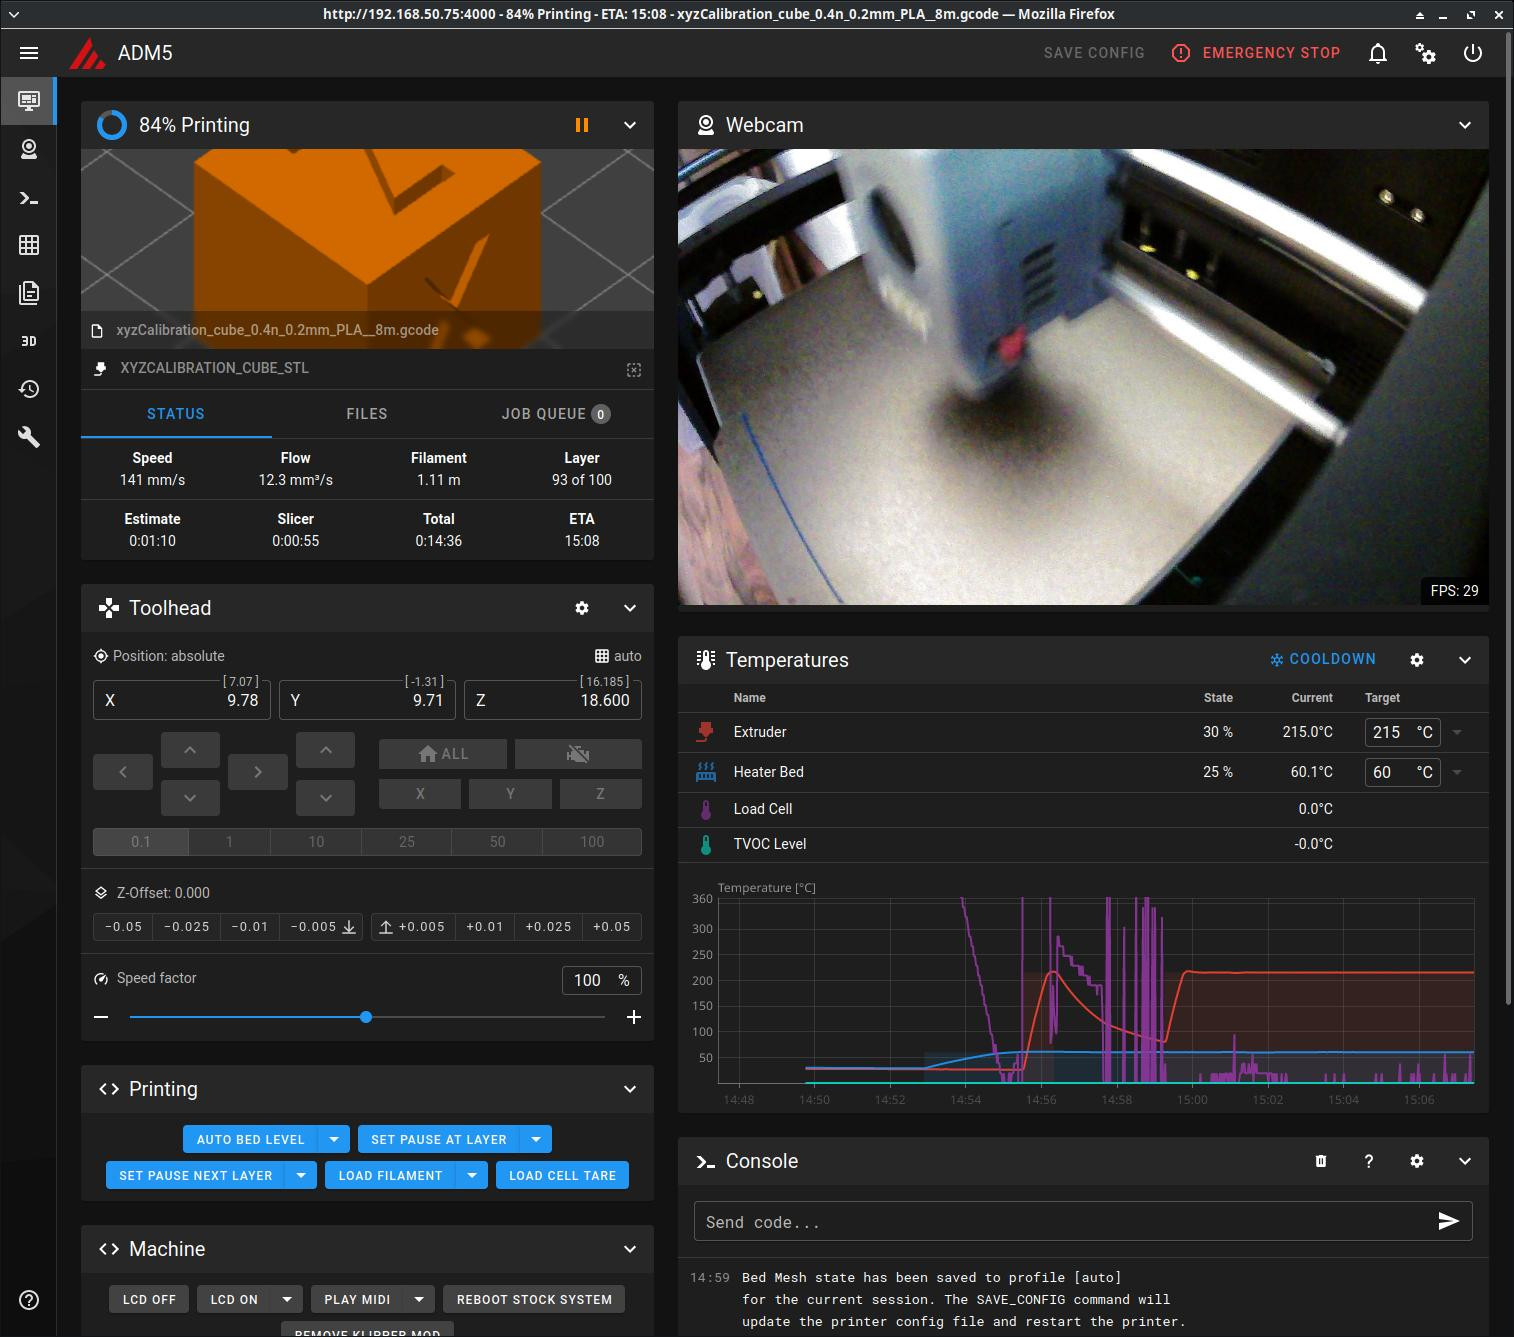 http://192.168.50.75:4000 - 84% Printing - ETA: 15:08 - xyzCalibration_cube_0.4n_0.2mm_PLA__8m.gcode — Mozilla Firefox
ADM5
SAVE CONFIG
EMERGENCY STOP
3D
84% Printing
xyzCalibration_cube_0.4n_0.2mm_PLA__8m.gcode
XYZCALIBRATION_CUBE_STL
STATUS FILES JOB QUEUE 0
Speed Flow Filament Layer
141 mm/s 12.3 mm³/s 1.11 m 93 of 100
Estimate Slicer Total ETA
0:01:10 0:00:55 0:14:36 15:08
Toolhead
Position: absolute auto
[ 7.07 ] [ -1.31 ] [ 16.185 ]
X 9.78 Y 9.71 Z 18.600
ALL
X Y Z
0.1 1 10 25 50 100
Z-Offset: 0.000
−0.05 −0.025 −0.01 −0.005 +0.005 +0.01 +0.025 +0.05
Speed factor 100 %
Printing
AUTO BED LEVEL SET PAUSE AT LAYER
SET PAUSE NEXT LAYER LOAD FILAMENT LOAD CELL TARE
Machine
LCD OFF LCD ON PLAY MIDI REBOOT STOCK SYSTEM
REMOVE KLIPPER MOD
Webcam
FPS: 29
Temperatures COOLDOWN
Name State Current Target
Extruder 30 % 215.0°C 215 °C
Heater Bed 25 % 60.1°C 60 °C
Load Cell 0.0°C
TVOC Level -0.0°C
Temperature [°C]
360
300
250
200
150
100
50
14:48 14:50 14:52 14:54 14:56 14:58 15:00 15:02 15:04 15:06
Console ?
Send code...
14:59 Bed Mesh state has been saved to profile [auto]
for the current session. The SAVE_CONFIG command will
update the printer config file and restart the printer.